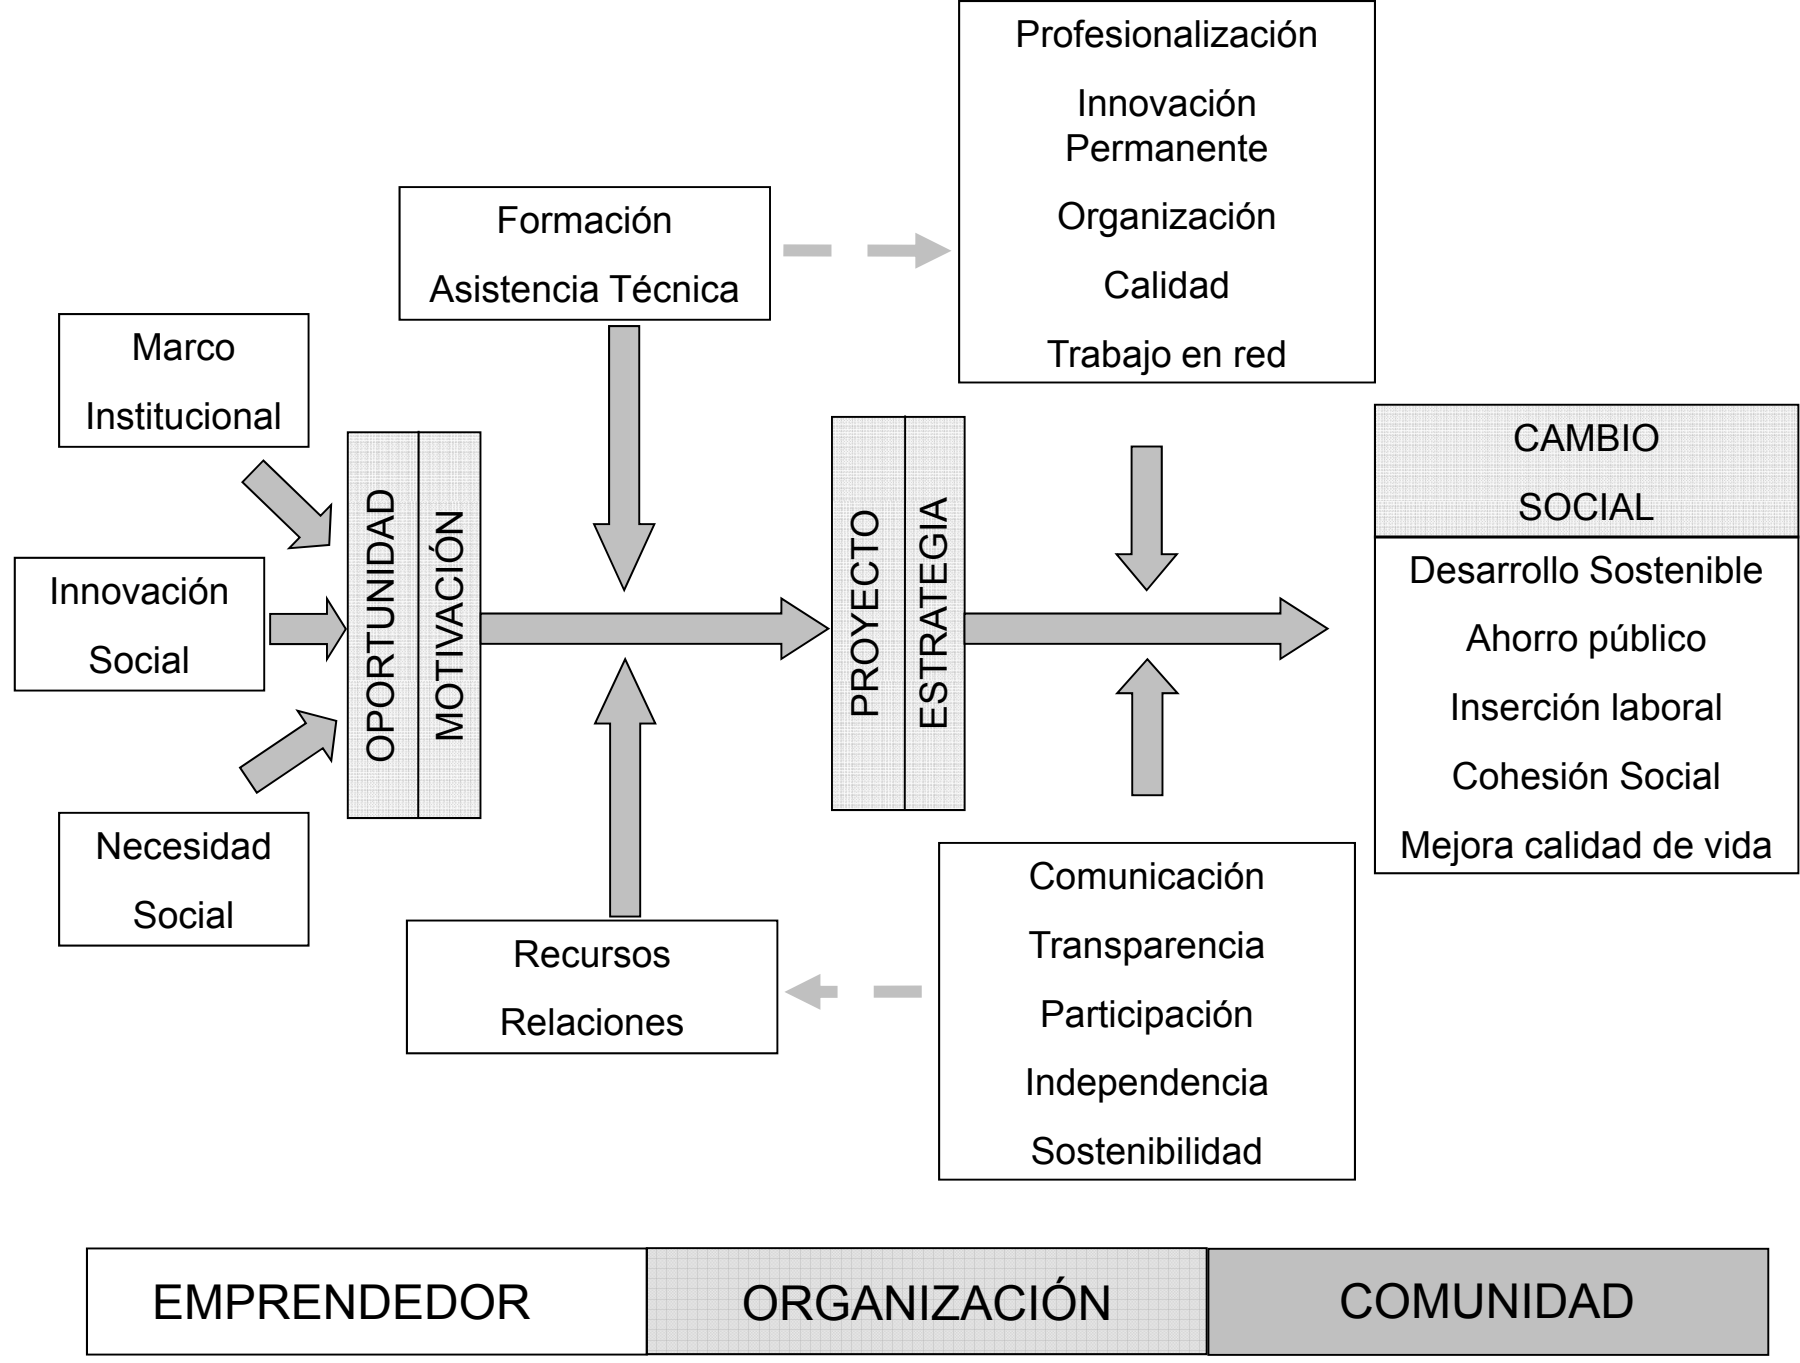 Profesionalización
Innovación
Permanente
Organización
Calidad
Trabajo en red
Formación
Asistencia Técnica
Marco
Institucional
Innovación
Social
Necesidad
Social
OPORTUNIDAD
MOTIVACIÓN
PROYECTO
ESTRATEGIA
CAMBIO
SOCIAL
Desarrollo Sostenible
Ahorro público
Inserción laboral
Cohesión Social
Mejora calidad de vida
Recursos
Relaciones
Comunicación
Transparencia
Participación
Independencia
Sostenibilidad
EMPRENDEDOR
ORGANIZACIÓN
COMUNIDAD